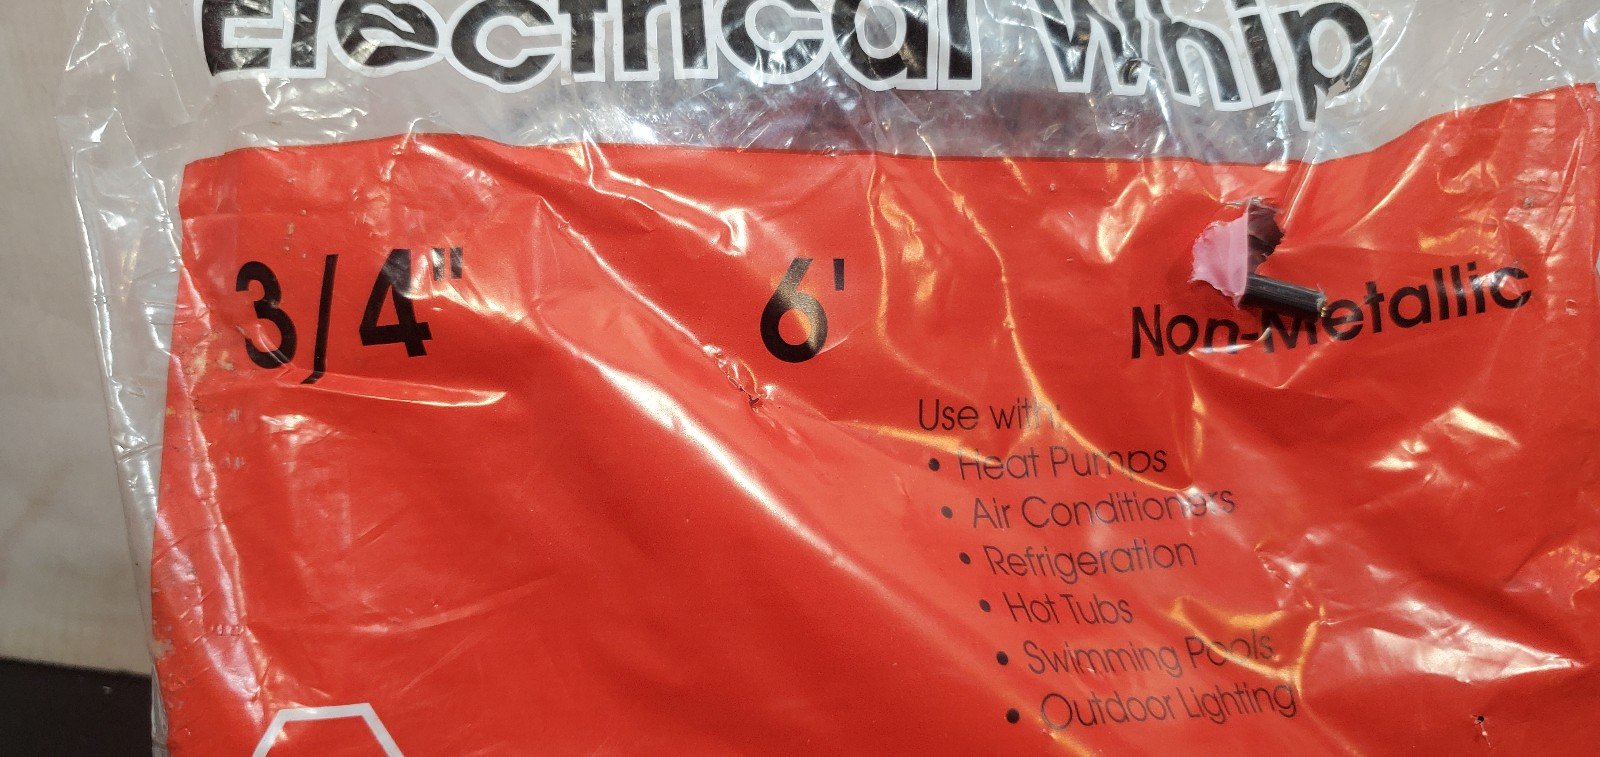 Electrical Whip
3/4" 6' Non-Metallic
Use with:
• Heat Pumps
• Air Conditioners
• Refrigeration
• Hot Tubs
• Swimming Pools
• Outdoor Lighting